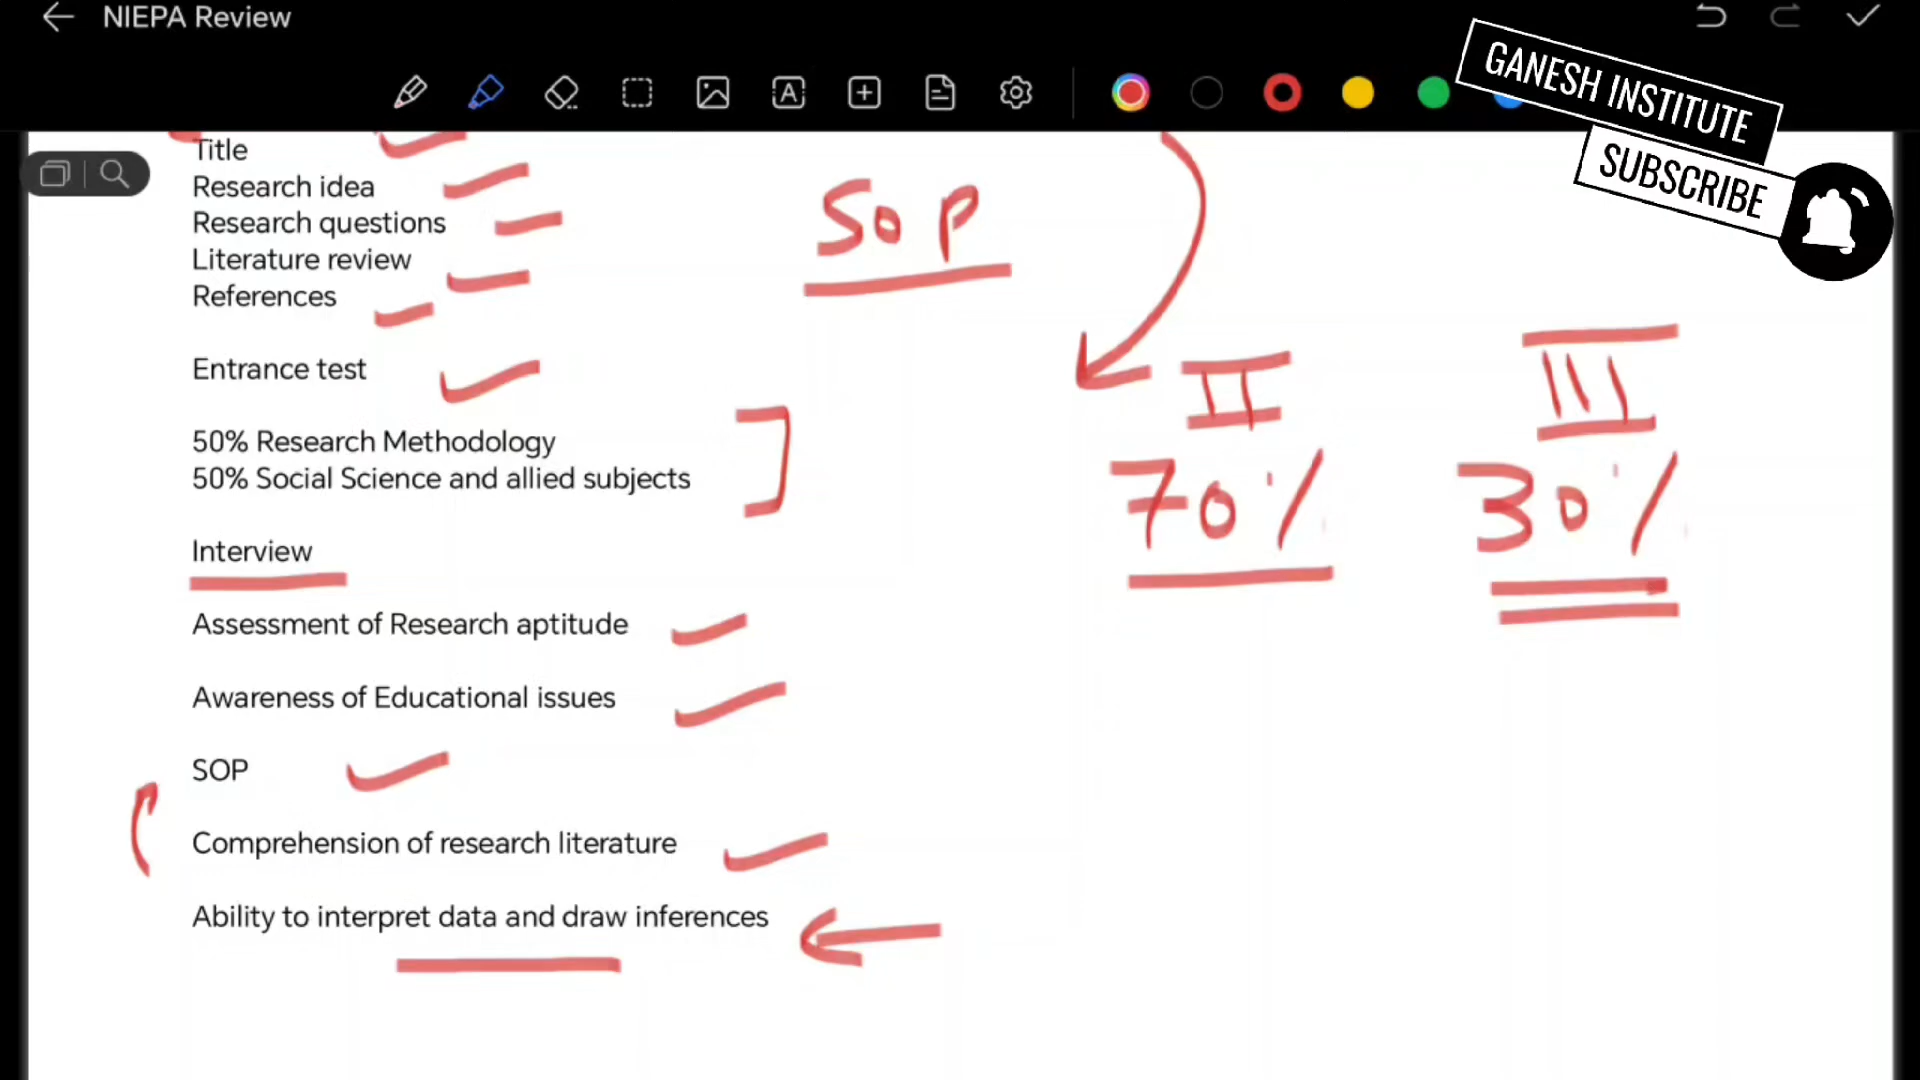 NIEPA Review
GANESH INSTITUTE
SUBSCRIBE
Title
Research idea
Research questions
Literature review
References
SOP
Entrance test
50% Research Methodology
50% Social Science and allied subjects
II
III
70%
30%
Interview
Assessment of Research aptitude
Awareness of Educational issues
SOP
Comprehension of research literature
Ability to interpret data and draw inferences